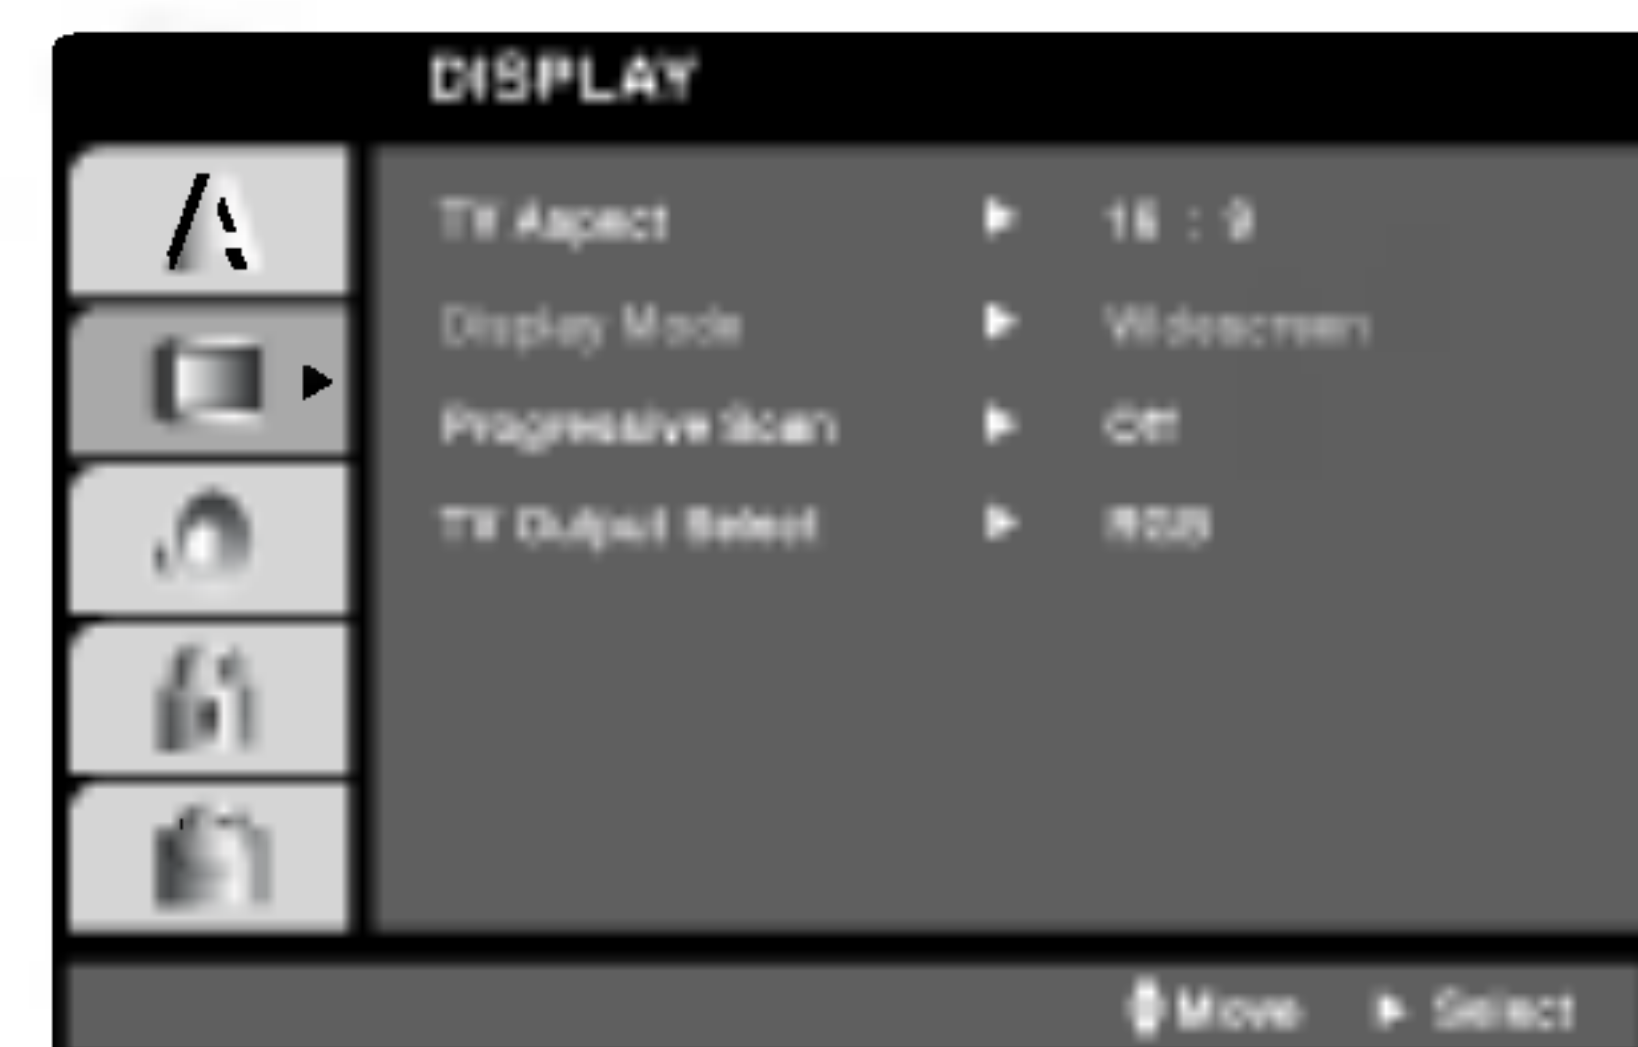 DISPLAY
TV Aspect ▶ 16 : 9
Display Mode ▶ Widescreen
Progressive Scan ▶ Off
TV Output Select ▶ RGB
Move ▶ Select